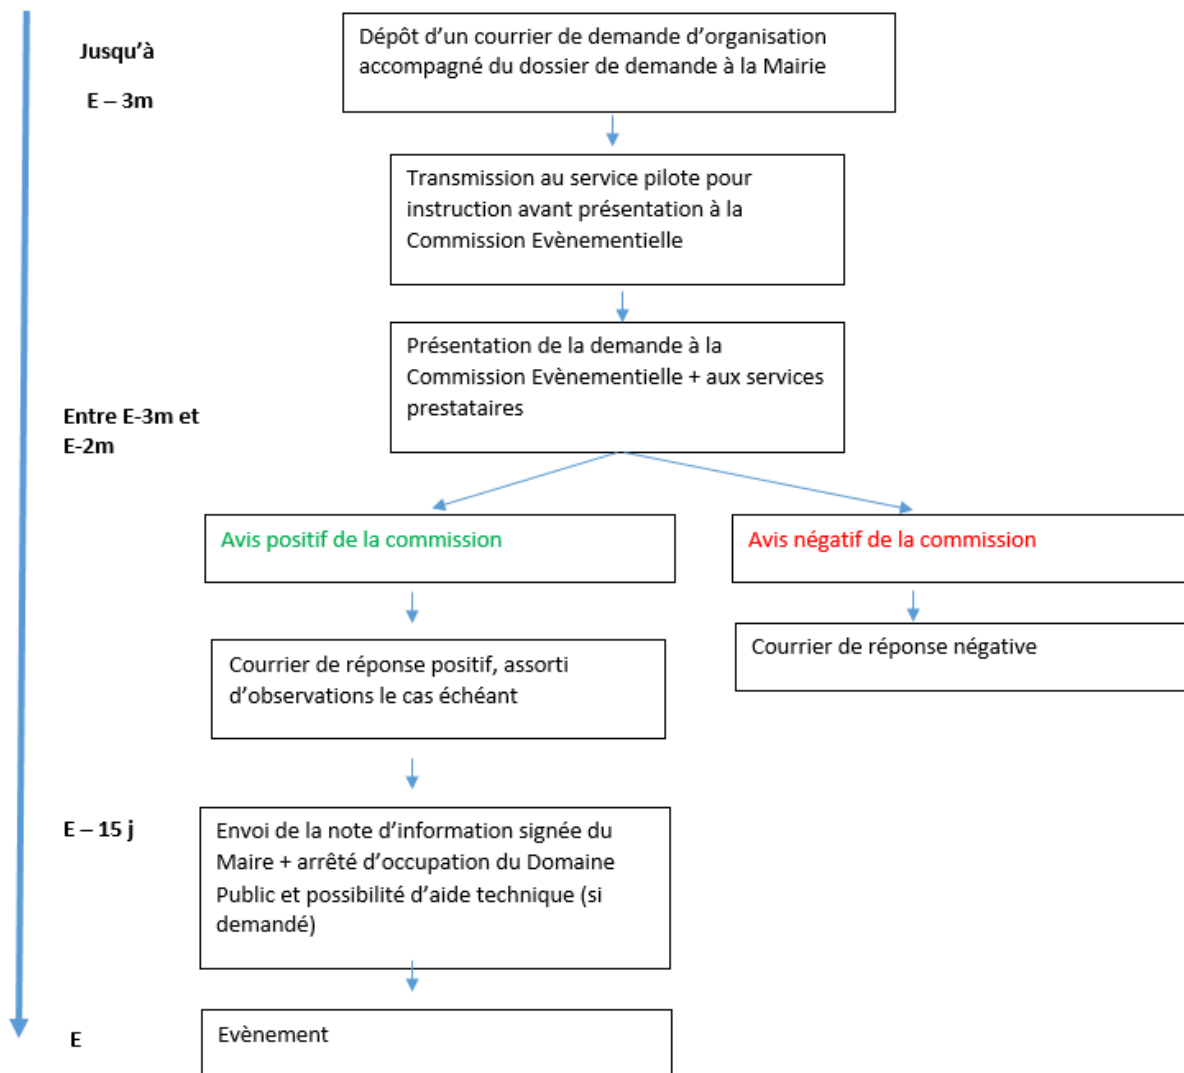 Jusqu’à
E – 3m
Dépôt d’un courrier de demande d’organisation
accompagné du dossier de demande à la Mairie
Transmission au service pilote pour
instruction avant présentation à la
Commission Evènementielle
Présentation de la demande à la
Commission Evènementielle + aux services
prestataires
Entre E-3m et
E-2m
Avis positif de la commission
Avis négatif de la commission
Courrier de réponse positif, assorti
d’observations le cas échéant
Courrier de réponse négative
E – 15 j
Envoi de la note d’information signée du
Maire + arrêté d’occupation du Domaine
Public et possibilité d’aide technique (si
demandé)
E
Evènement